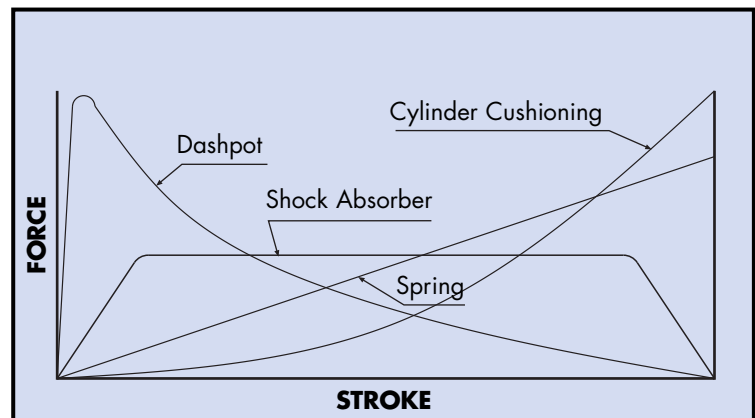 Cylinder Cushioning
Dashpot
Shock Absorber
Spring
FORCE
STROKE